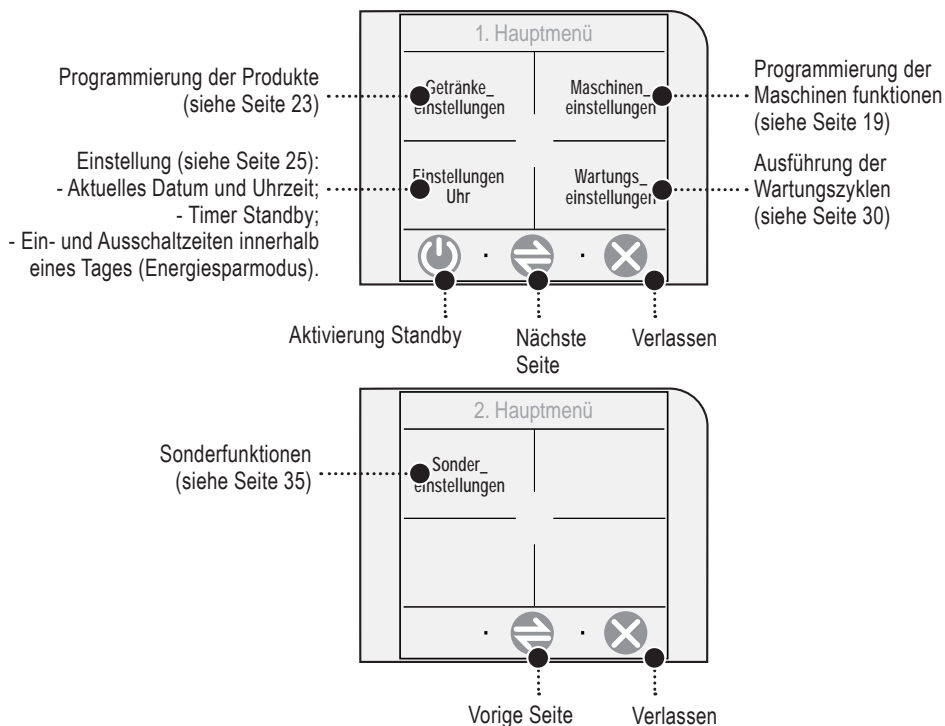 1. Hauptmenü
Programmierung der Produkte
(siehe Seite 23)
Getränke_
einstellungen
Maschinen_
einstellungen
Programmierung der
Maschinen funktionen
(siehe Seite 19)
Einstellung (siehe Seite 25):
- Aktuelles Datum und Uhrzeit;
- Timer Standby;
- Ein- und Ausschaltzeiten innerhalb
eines Tages (Energiesparmodus).
Einstellungen
Uhr
Wartungs_
einstellungen
Ausführung der
Wartungszyklen
(siehe Seite 30)
Aktivierung Standby
Nächste
Seite
Verlassen
2. Hauptmenü
Sonderfunktionen
(siehe Seite 35)
Sonder_
einstellungen
Vorige Seite
Verlassen